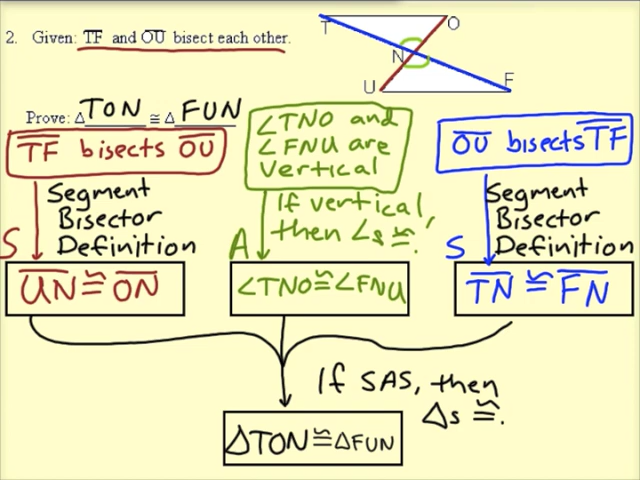 2. Given: TF and OU bisect each other.
T
O
N
U
F
Prove: △ TON ≅ △ FUN
TF bisects OU
∠TNO and
∠FNU are
Vertical
OU bisects TF
Segment
Bisector
Definition
If vertical,
then ∠s ≅.
Segment
Bisector
Definition
S
A
S
UN ≅ ON
∠TNO ≅ ∠FNU
TN ≅ FN
If SAS, then
△s ≅.
△TON ≅ △FUN